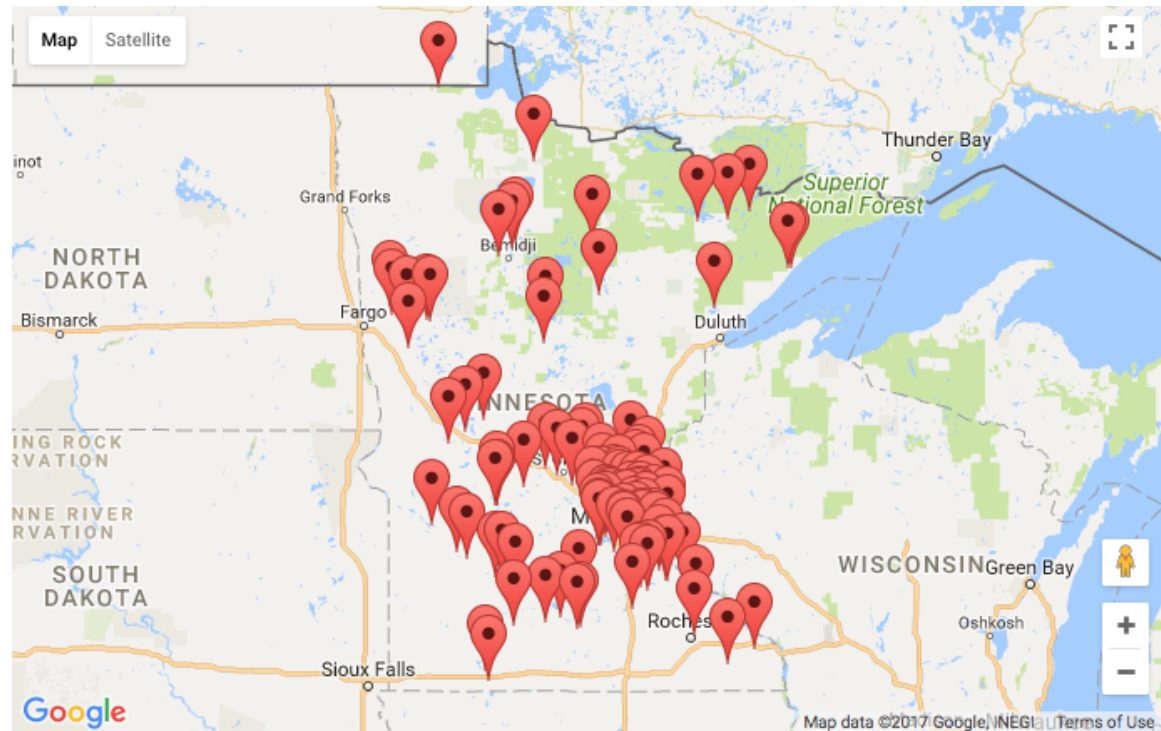 Map Satellite
Thunder Bay
inot
Grand Forks
Superior
National Forest
Bemidji
NORTH
DAKOTA
Fargo
Bismarck
Duluth
NNESOTA
ING ROCK
RVATION
NNE RIVER
RVATION
WISCONSIN
Green Bay
SOUTH
DAKOTA
Roches
Oshkosh
Sioux Falls
Google
Map data ©2017 Google, INEGI Terms of Use